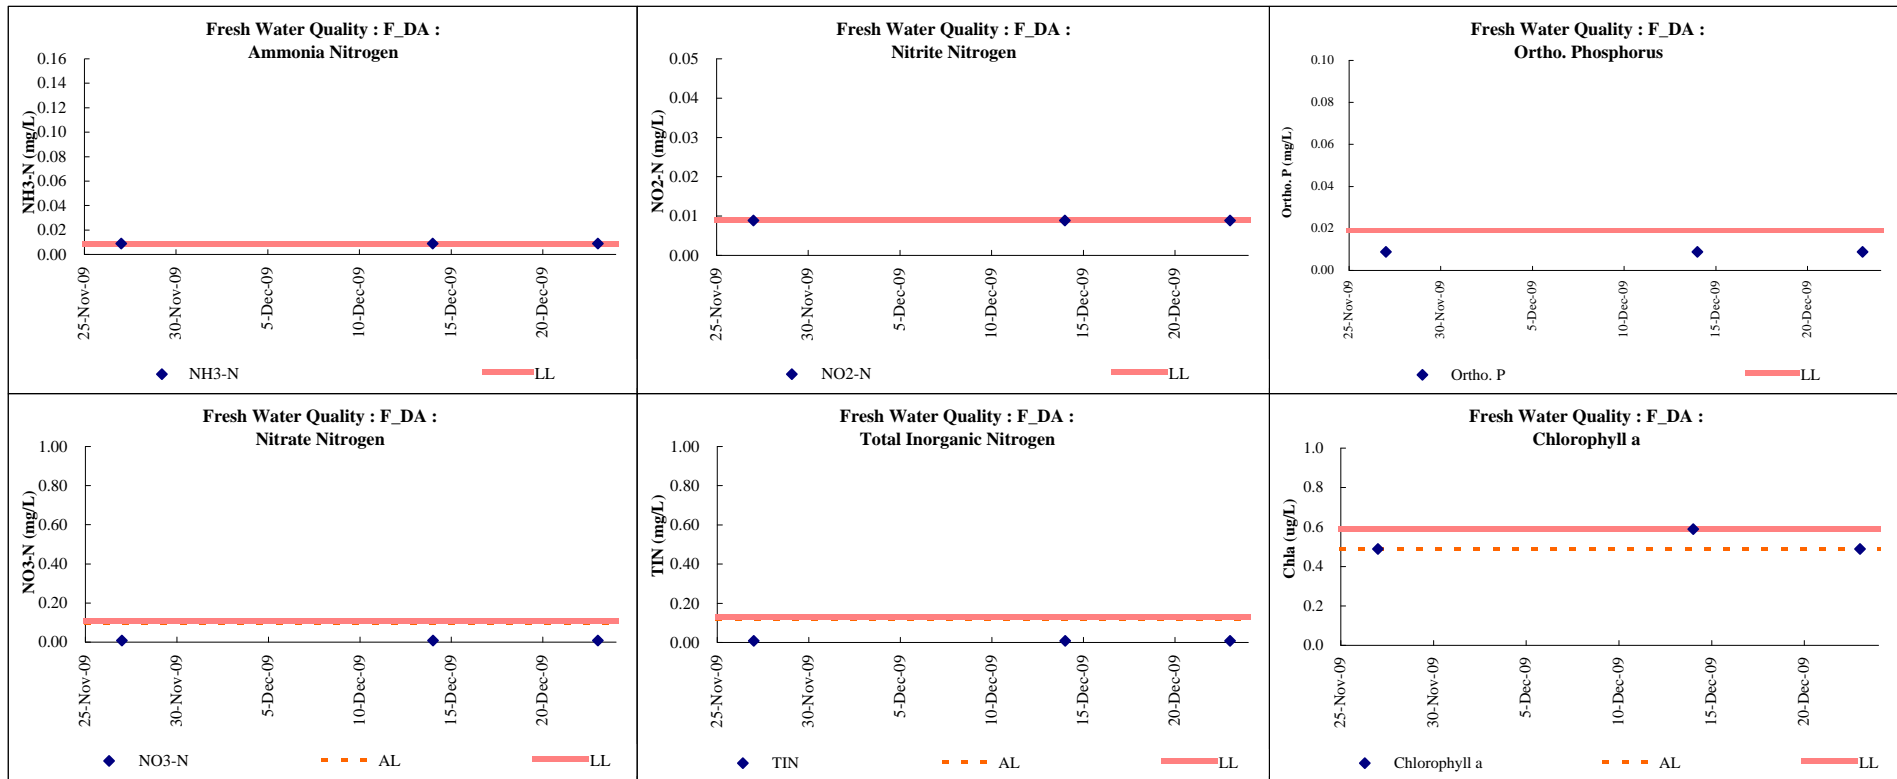 Fresh Water Quality : F_DA :
Ammonia Nitrogen
NH3-N (mg/L)
0.16
0.14
0.12
0.10
0.08
0.06
0.04
0.02
0.00
25-Nov-09
30-Nov-09
5-Dec-09
10-Dec-09
15-Dec-09
20-Dec-09
NH3-N
LL
Fresh Water Quality : F_DA :
Nitrite Nitrogen
NO2-N (mg/L)
0.05
0.04
0.03
0.02
0.01
0.00
25-Nov-09
30-Nov-09
5-Dec-09
10-Dec-09
15-Dec-09
20-Dec-09
NO2-N
LL
Fresh Water Quality : F_DA :
Ortho. Phosphorus
Ortho. P (mg/L)
0.10
0.08
0.06
0.04
0.02
0.00
25-Nov-09
30-Nov-09
5-Dec-09
10-Dec-09
15-Dec-09
20-Dec-09
Ortho. P
LL
Fresh Water Quality : F_DA :
Nitrate Nitrogen
NO3-N (mg/L)
1.00
0.80
0.60
0.40
0.20
0.00
25-Nov-09
30-Nov-09
5-Dec-09
10-Dec-09
15-Dec-09
20-Dec-09
NO3-N
AL
LL
Fresh Water Quality : F_DA :
Total Inorganic Nitrogen
TIN (mg/L)
1.00
0.80
0.60
0.40
0.20
0.00
25-Nov-09
30-Nov-09
5-Dec-09
10-Dec-09
15-Dec-09
20-Dec-09
TIN
AL
LL
Fresh Water Quality : F_DA :
Chlorophyll a
Chla (ug/L)
1.0
0.8
0.6
0.4
0.2
0.0
25-Nov-09
30-Nov-09
5-Dec-09
10-Dec-09
15-Dec-09
20-Dec-09
Chlorophyll a
AL
LL